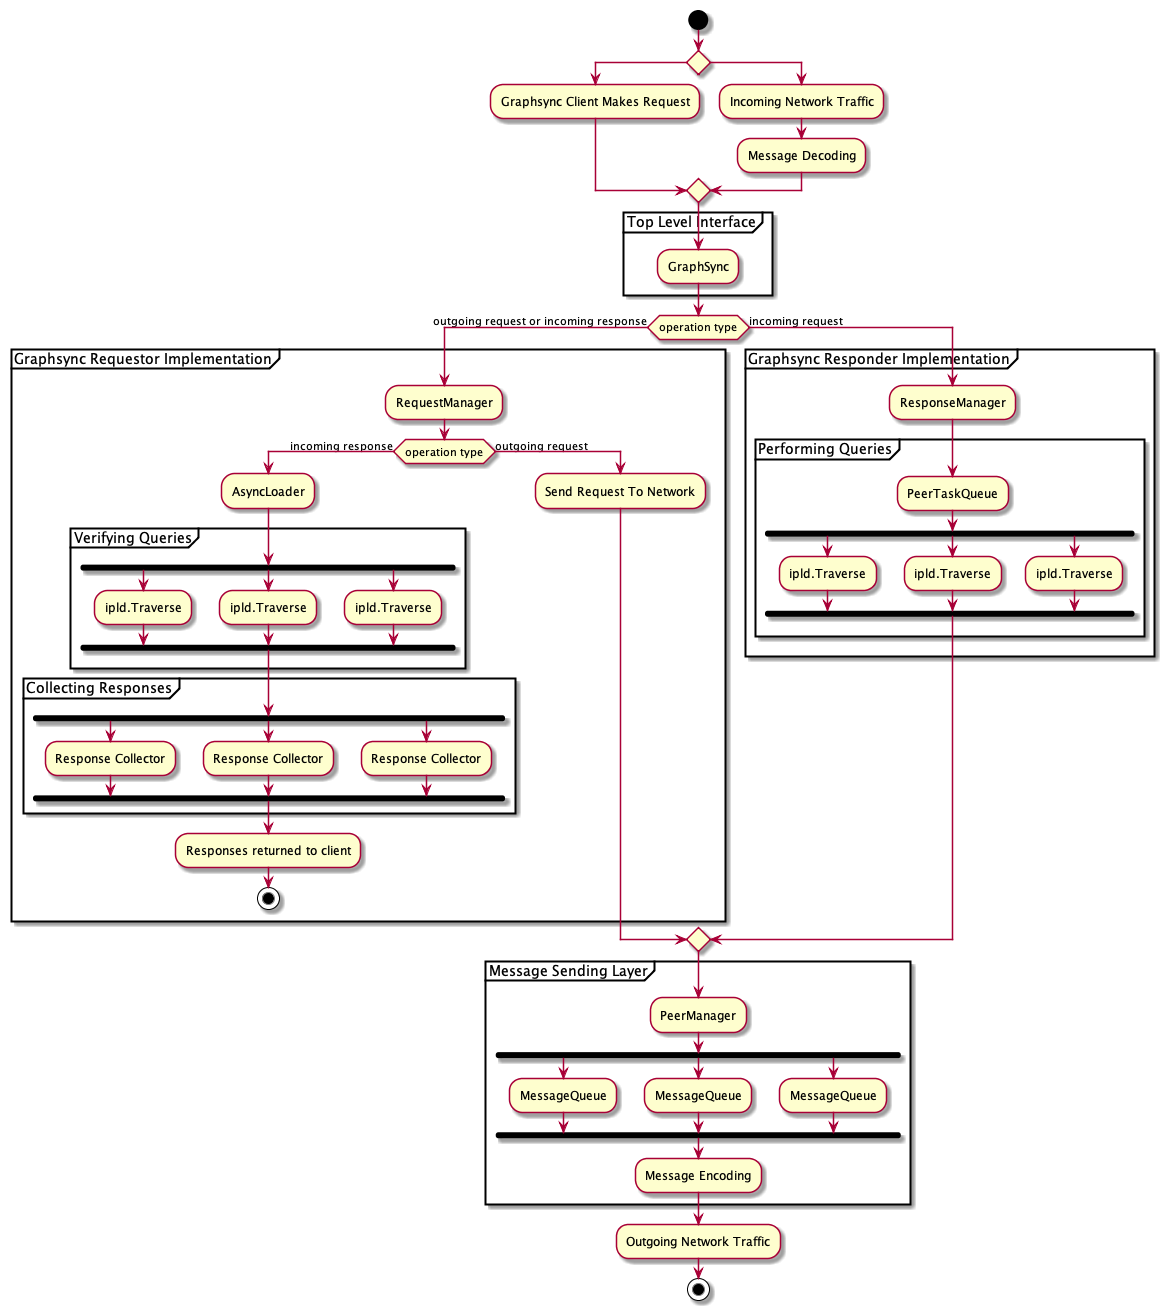 Graphsync Client Makes Request
Incoming Network Traffic
Message Decoding
Top Level Interface
GraphSync
outgoing request or incoming response
operation type
incoming request
Graphsync Requestor Implementation
RequestManager
incoming response
operation type
outgoing request
AsyncLoader
Send Request To Network
Verifying Queries
ipld.Traverse
ipld.Traverse
ipld.Traverse
Collecting Responses
Response Collector
Response Collector
Response Collector
Responses returned to client
Graphsync Responder Implementation
ResponseManager
Performing Queries
PeerTaskQueue
ipld.Traverse
ipld.Traverse
ipld.Traverse
Message Sending Layer
PeerManager
MessageQueue
MessageQueue
MessageQueue
Message Encoding
Outgoing Network Traffic